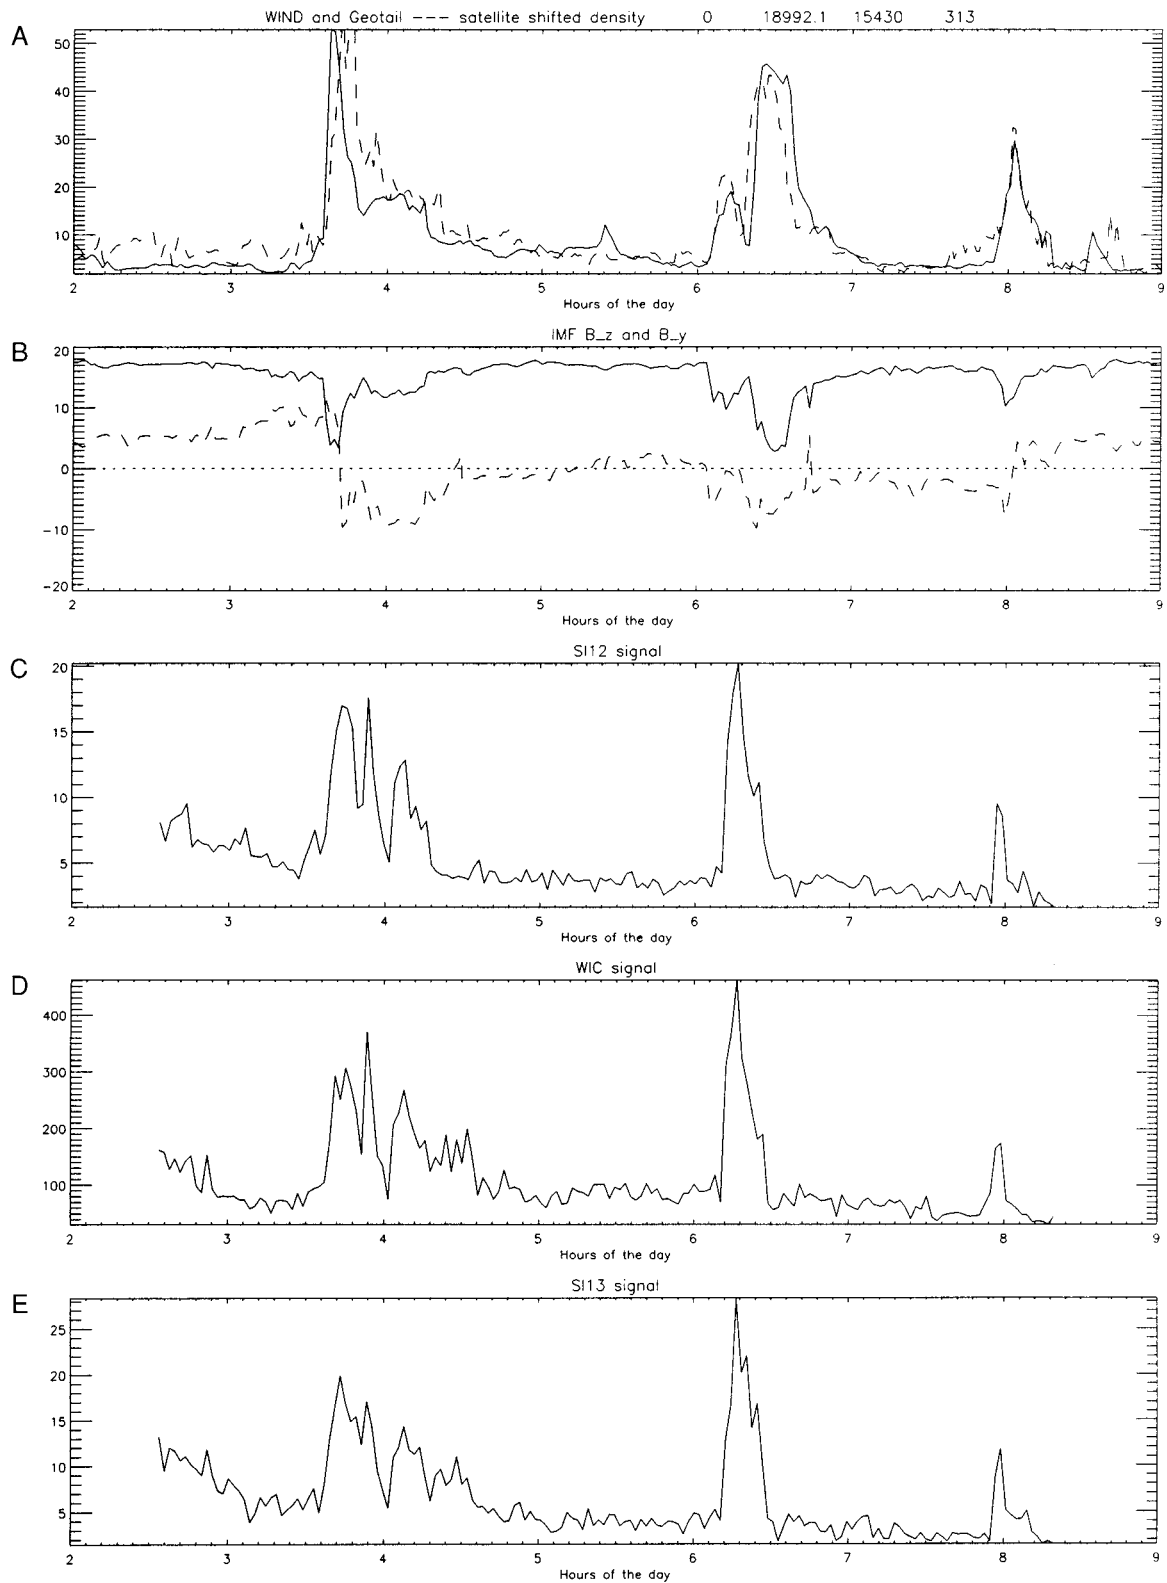 WIND and Geotail --- satellite shifted density 0 18992.1 15430 313
A
50
40
30
20
10
2 3 4 5 6 7 8 9
Hours of the day
IMF B_z and B_y
B
20
10
0
-10
-20
2 3 4 5 6 7 8 9
Hours of the day
SI12 signal
C
20
15
10
5
2 3 4 5 6 7 8 9
Hours of the day
WIC signal
D
400
300
200
100
2 3 4 5 6 7 8 9
Hours of the day
SI13 signal
E
25
20
15
10
5
2 3 4 5 6 7 8 9
Hours of the day